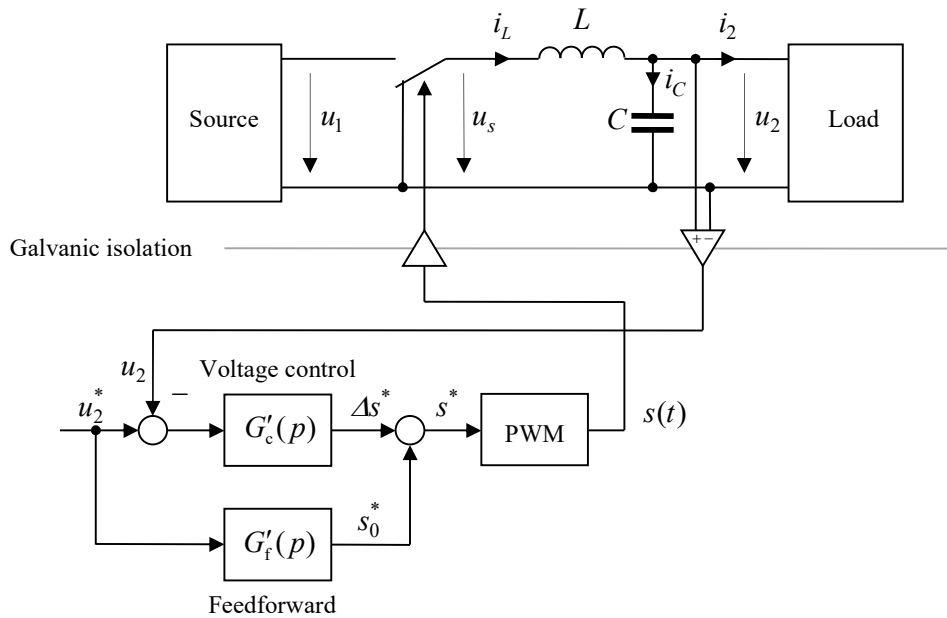 i_L
L
i_2
Source
u_1
u_s
C
i_C
u_2
Load
Galvanic isolation
+ −
u_2
Voltage control
u_2^*
−
G'_c(p)
Δs^*
s^*
PWM
s(t)
G'_f(p)
s_0^*
Feedforward